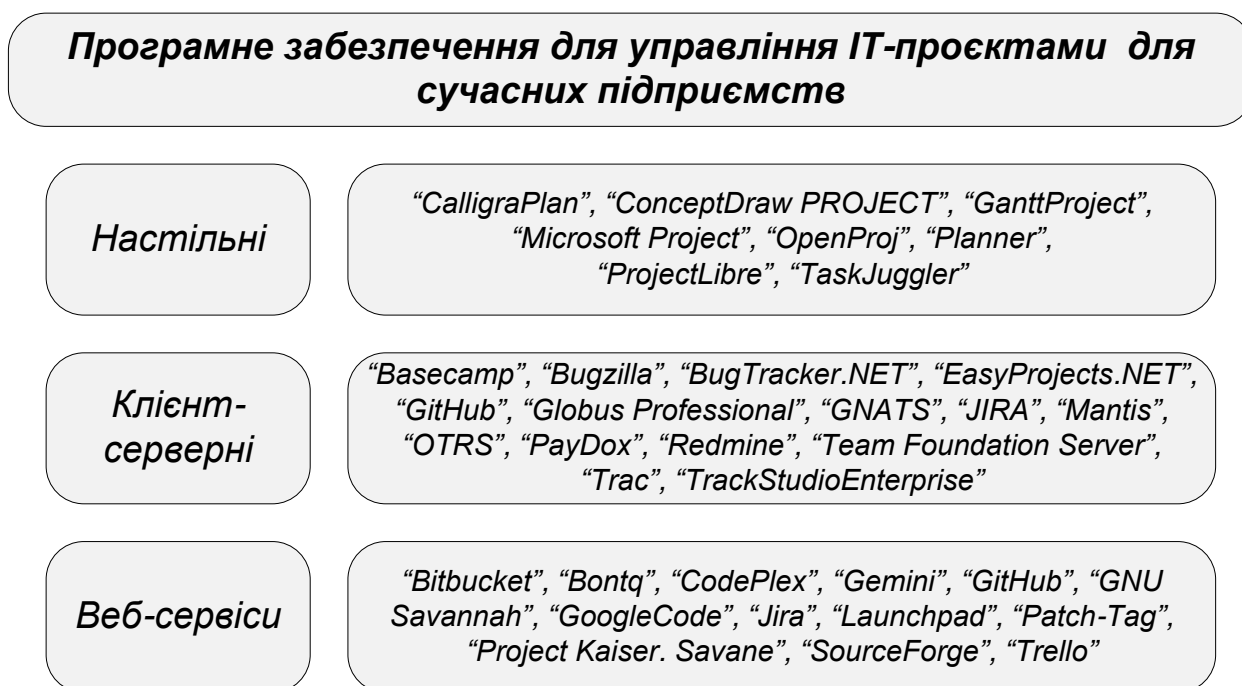 Програмне забезпечення для управління ІТ-проєктами для
сучасних підприємств
Настільні
“CalligraPlan”, “ConceptDraw PROJECT”, “GanttProject”,
“Microsoft Project”, “OpenProj”, “Planner”,
“ProjectLibre”, “TaskJuggler”
Клієнт-
серверні
“Basecamp”, “Bugzilla”, “BugTracker.NET”, “EasyProjects.NET”,
“GitHub”, “Globus Professional”, “GNATS”, “JIRA”, “Mantis”,
“OTRS”, “PayDox”, “Redmine”, “Team Foundation Server”,
“Trac”, “TrackStudioEnterprise”
Веб-сервіси
“Bitbucket”, “Bontq”, “CodePlex”, “Gemini”, “GitHub”, “GNU
Savannah”, “GoogleCode”, “Jira”, “Launchpad”, “Patch-Tag”,
“Project Kaiser. Savane”, “SourceForge”, “Trello”